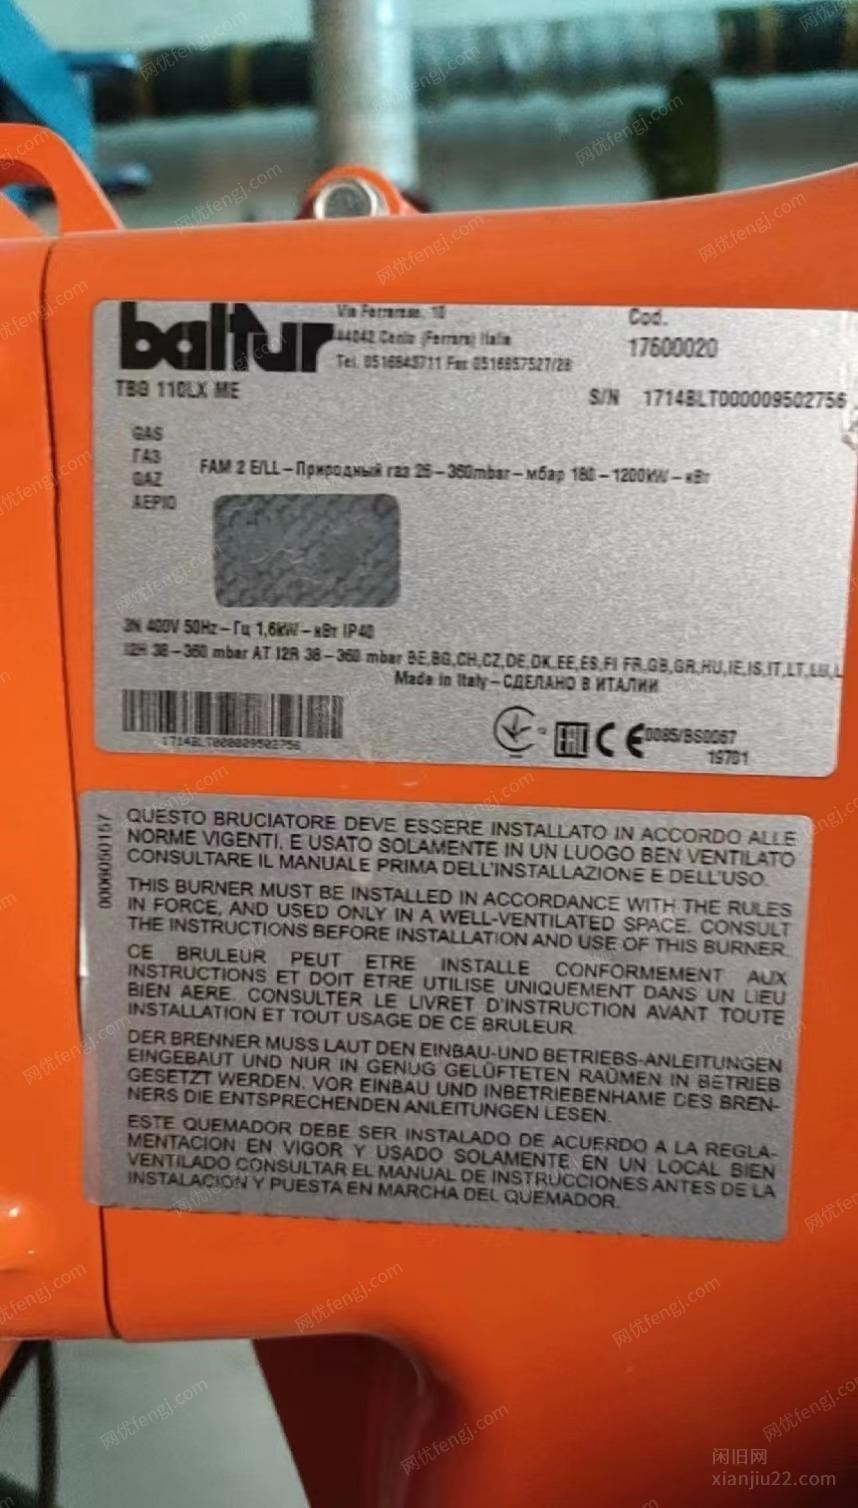 baltur
Via Ferrarese, 10
44042 Cento (Ferrara) Italia
Tel. 0516843711 Fax 0516857527/28
Cod.
17600020
TBG 110LX ME
S/N 1714BLT000009502756
GAS
ГАЗ
GAZ
ΑΕΡΙΟ
FAM 2 E/LL – Природный газ 26 – 360mbar – мбар 180 – 1200kW – кВт
3N 400V 50Hz – Гц 1,6kW – кВт IP40
I2H 38 – 360 mbar AT I2R 38 – 360 mbar BE,BG,CH,CZ,DE,DK,EE,ES,FI FR,GB,GR,HU,IE,IS,IT,LT,LU,L
Made in Italy – СДЕЛАНО В ИТАЛИИ
1714BLT000009502756
EAC CE 0085/BS0067
19701
0006050157
QUESTO BRUCIATORE DEVE ESSERE INSTALLATO IN ACCORDO ALLE
NORME VIGENTI, E USATO SOLAMENTE IN UN LUOGO BEN VENTILATO
CONSULTARE IL MANUALE PRIMA DELL'INSTALLAZIONE E DELL'USO.
THIS BURNER MUST BE INSTALLED IN ACCORDANCE WITH THE RULES
IN FORCE, AND USED ONLY IN A WELL-VENTILATED SPACE. CONSULT
THE INSTRUCTIONS BEFORE INSTALLATION AND USE OF THIS BURNER.
CE BRULEUR PEUT ETRE INSTALLE CONFORMEMENT AUX
INSTRUCTIONS ET DOIT ETRE UTILISE UNIQUEMENT DANS UN LIEU
BIEN AERE. CONSULTER LE LIVRET D'INSTRUCTION AVANT TOUTE
INSTALLATION ET TOUT USAGE DE CE BRULEUR.
DER BRENNER MUSS LAUT DEN EINBAU-UND BETRIEBS-ANLEITUNGEN
EINGEBAUT UND NUR IN GENUG GELÜFTETEN RAÜMEN IN BETRIEB
GESETZT WERDEN. VOR EINBAU UND INBETRIEBENHAME DES BREN-
NERS DIE ENTSPRECHENDEN ANLEITUNGEN LESEN.
ESTE QUEMADOR DEBE SER INSTALADO DE ACUERDO A LA REGLA-
MENTACION EN VIGOR Y USADO SOLAMENTE EN UN LOCAL BIEN
VENTILADO CONSULTAR EL MANUAL DE INSTRUCCIONES ANTES DE LA
INSTALACION Y PUESTA EN MARCHA DEL QUEMADOR.
网优fengj.com
闲旧网
xianjiu22.com